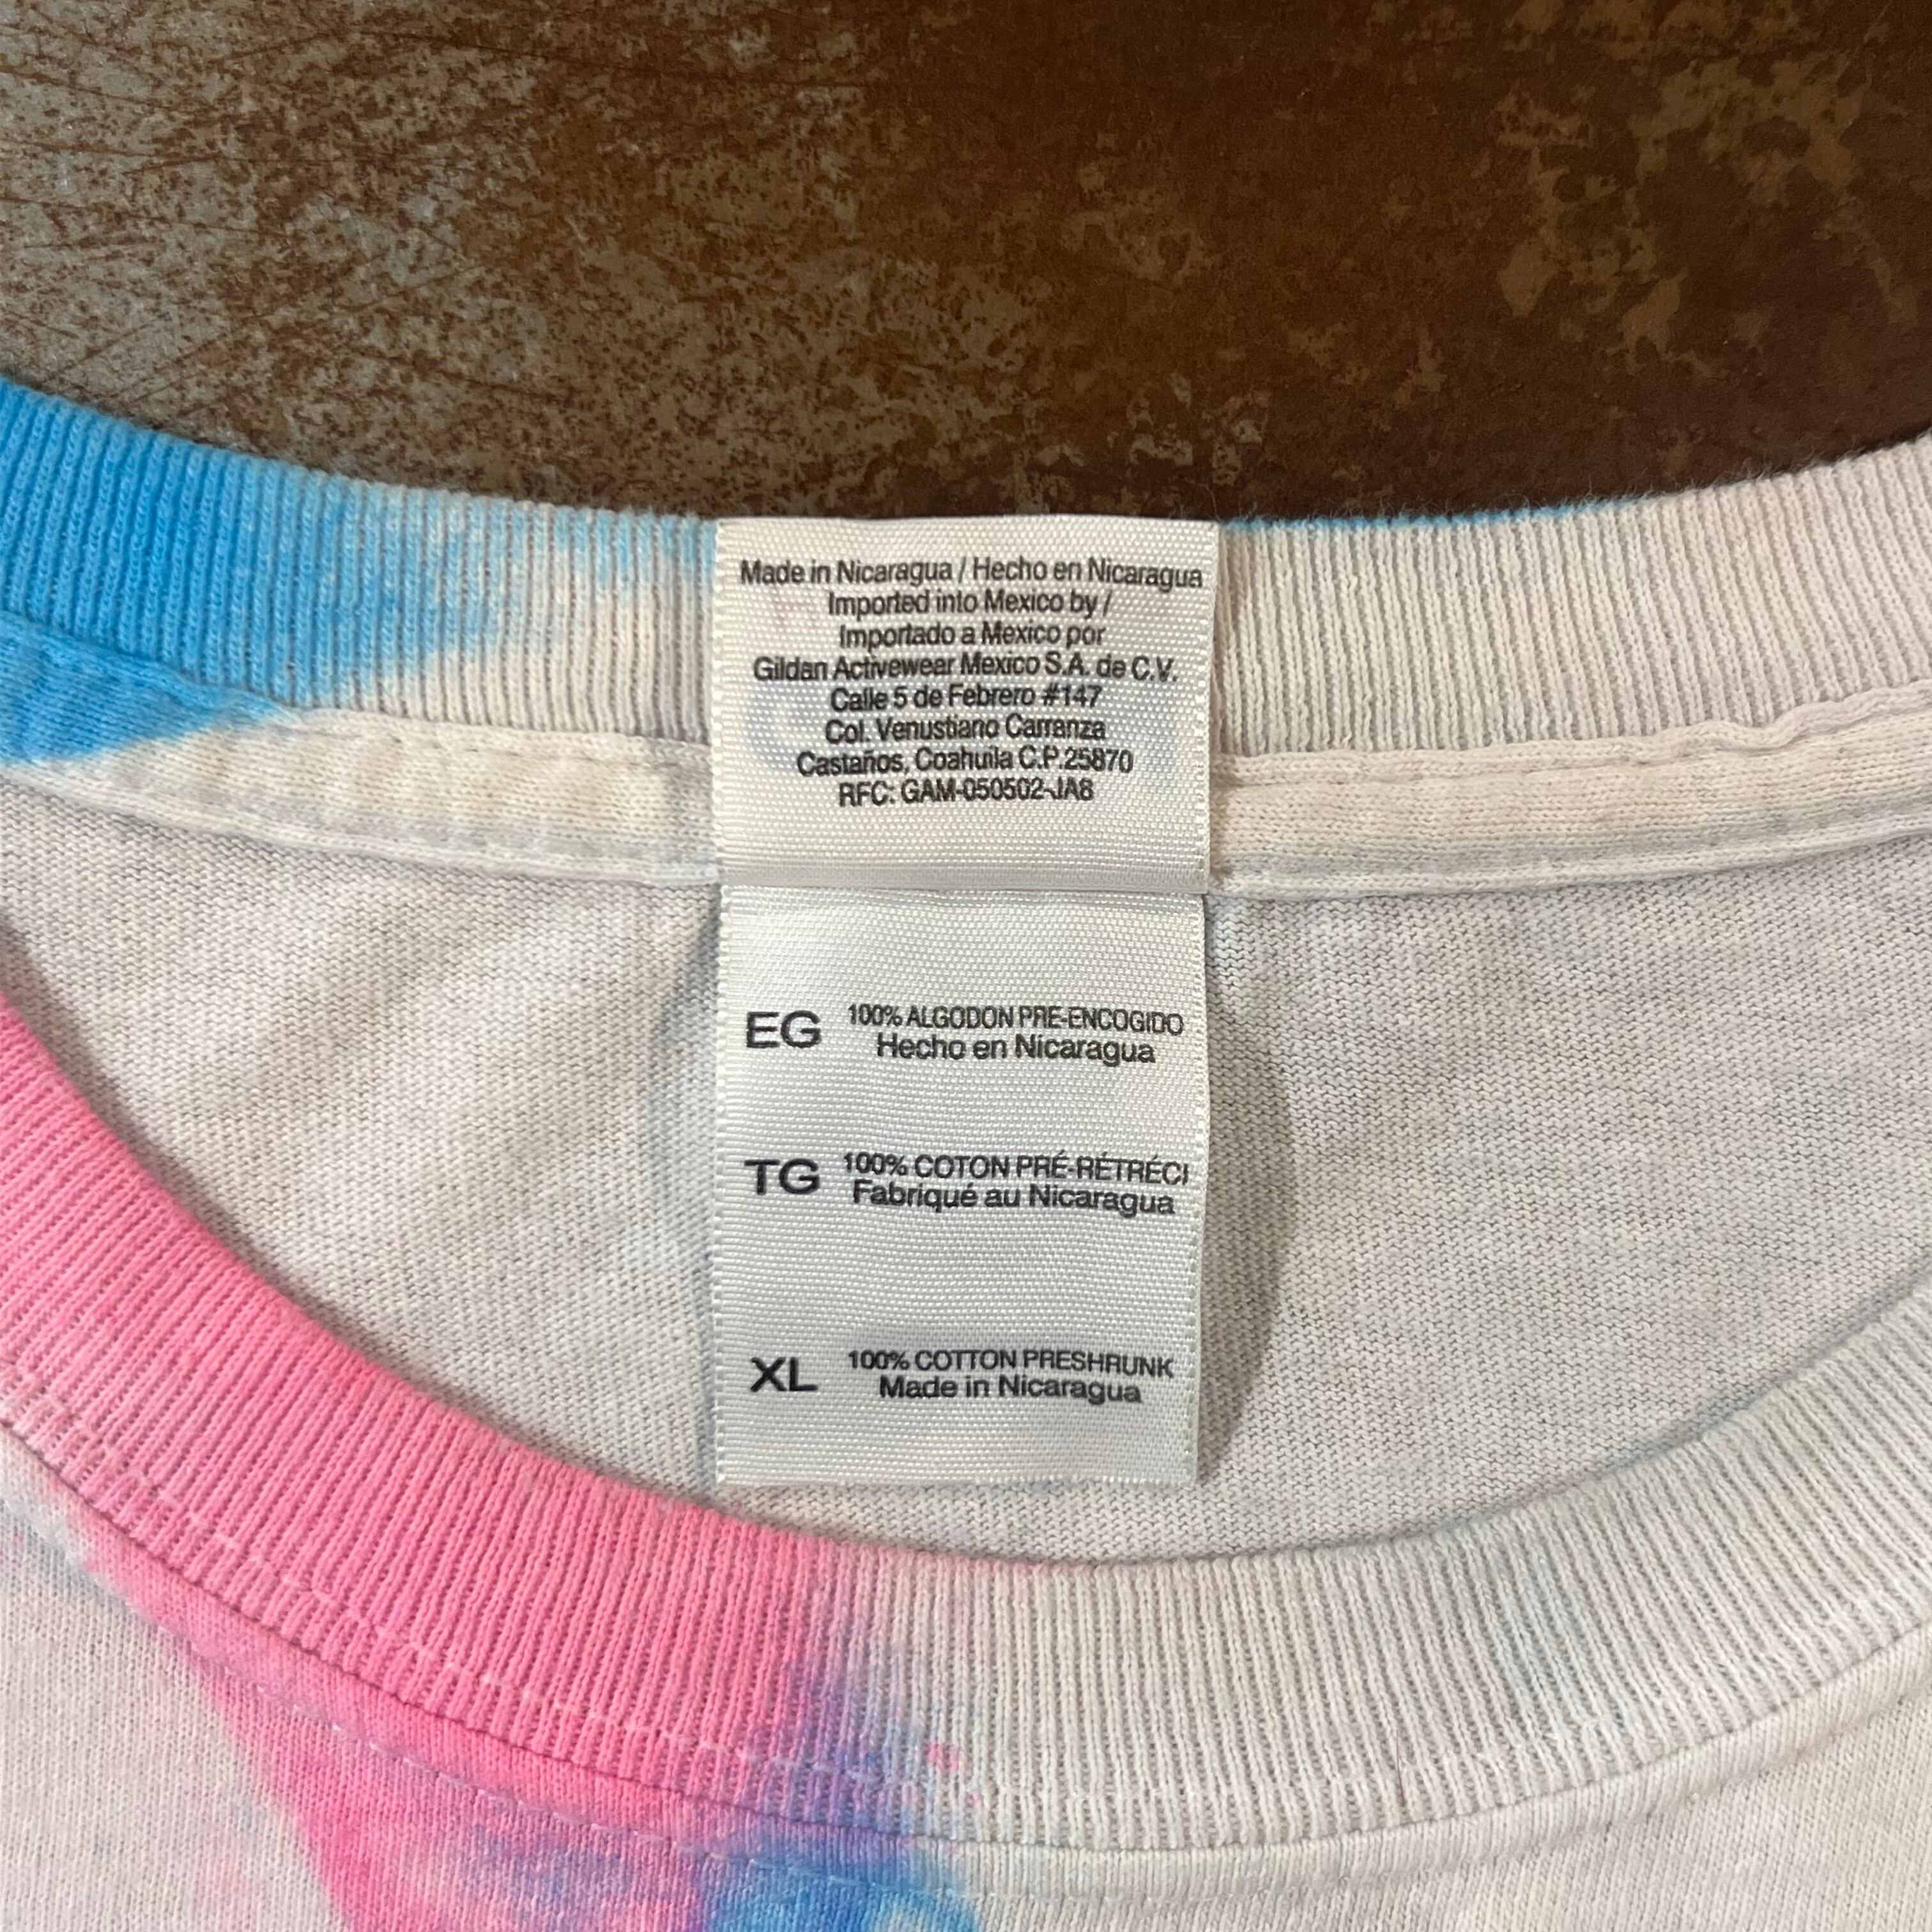 Made in Nicaragua / Hecho en Nicaragua
Imported into Mexico by /
Importado a Mexico por
Gildan Activewear Mexico S.A. de C.V.
Calle 5 de Febrero #147
Col. Venustiano Carranza
Castaños, Coahuila C.P. 25870
RFC: GAM-050502-JA8
EG 100% ALGODON PRE-ENCOGIDO
Hecho en Nicaragua
TG 100% COTON PRÉ-RÉTRÉCI
Fabriqué au Nicaragua
XL 100% COTTON PRESHRUNK
Made in Nicaragua